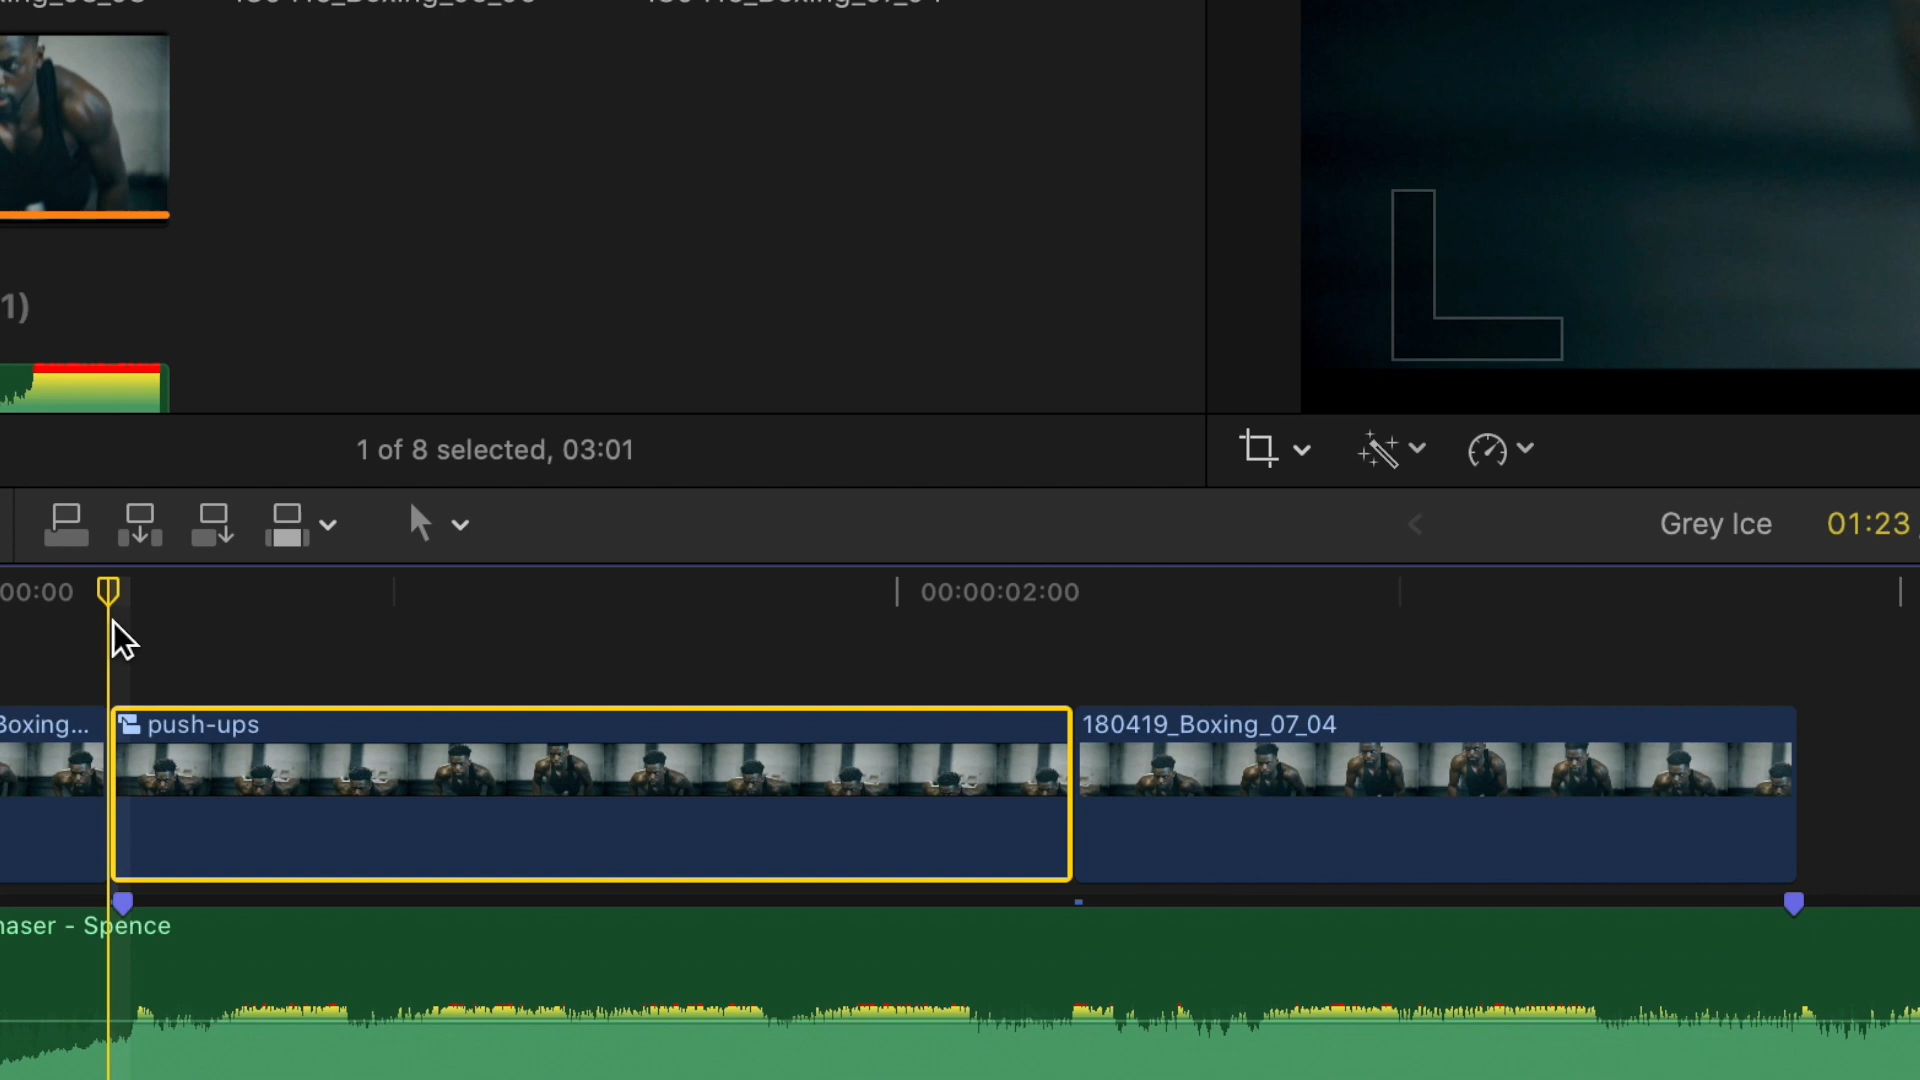 1)
1 of 8 selected, 03:01
Grey Ice 01:23
00:00 00:00:02:00
Boxing... push-ups 180419_Boxing_07_04
haser - Spence